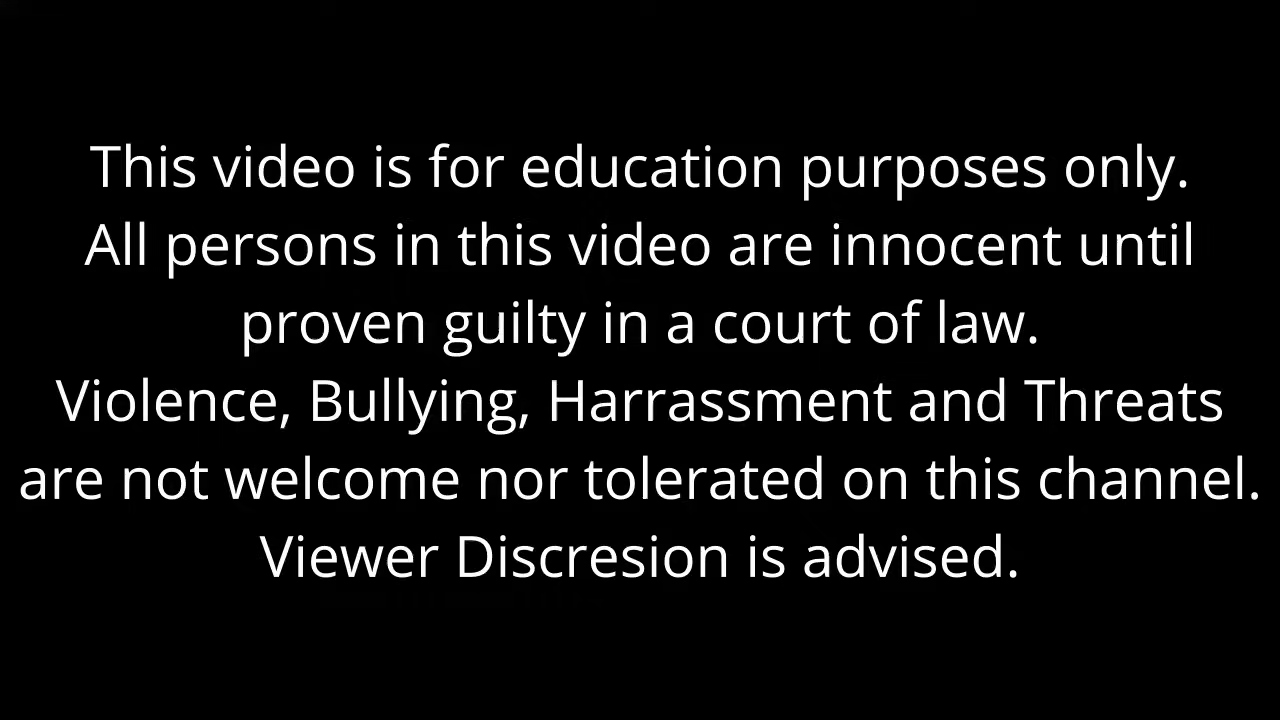 This video is for education purposes only.
All persons in this video are innocent until
proven guilty in a court of law.
Violence, Bullying, Harrassment and Threats
are not welcome nor tolerated on this channel.
Viewer Discresion is advised.